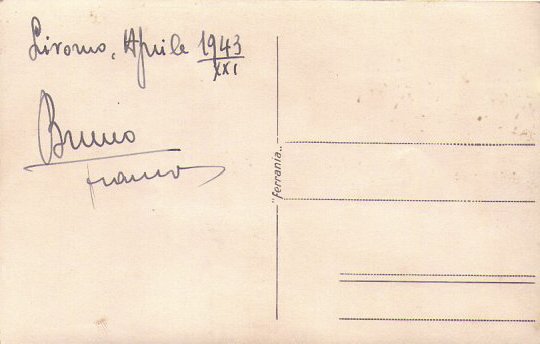 Livorno, Aprile 1943
XXI
Bruno
Franco
"ferrania"